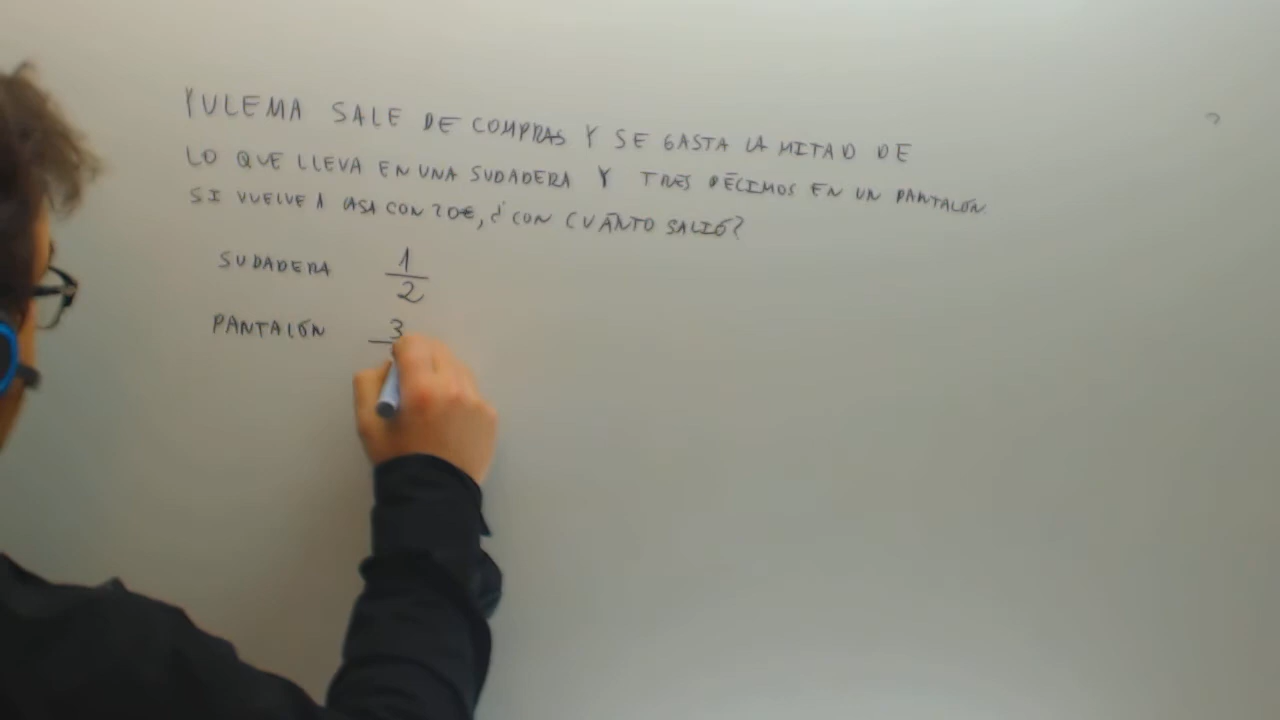 YULEMA SALE DE COMPRAS Y SE GASTA LA MITAD DE
LO QUE LLEVA EN UNA SUDADERA Y TRES DÉCIMOS EN UN PANTALÓN.
SI VUELVE A CASA CON 20€, ¿CON CUÁNTO SALIÓ?
SUDADERA 1/2
PANTALÓN 3